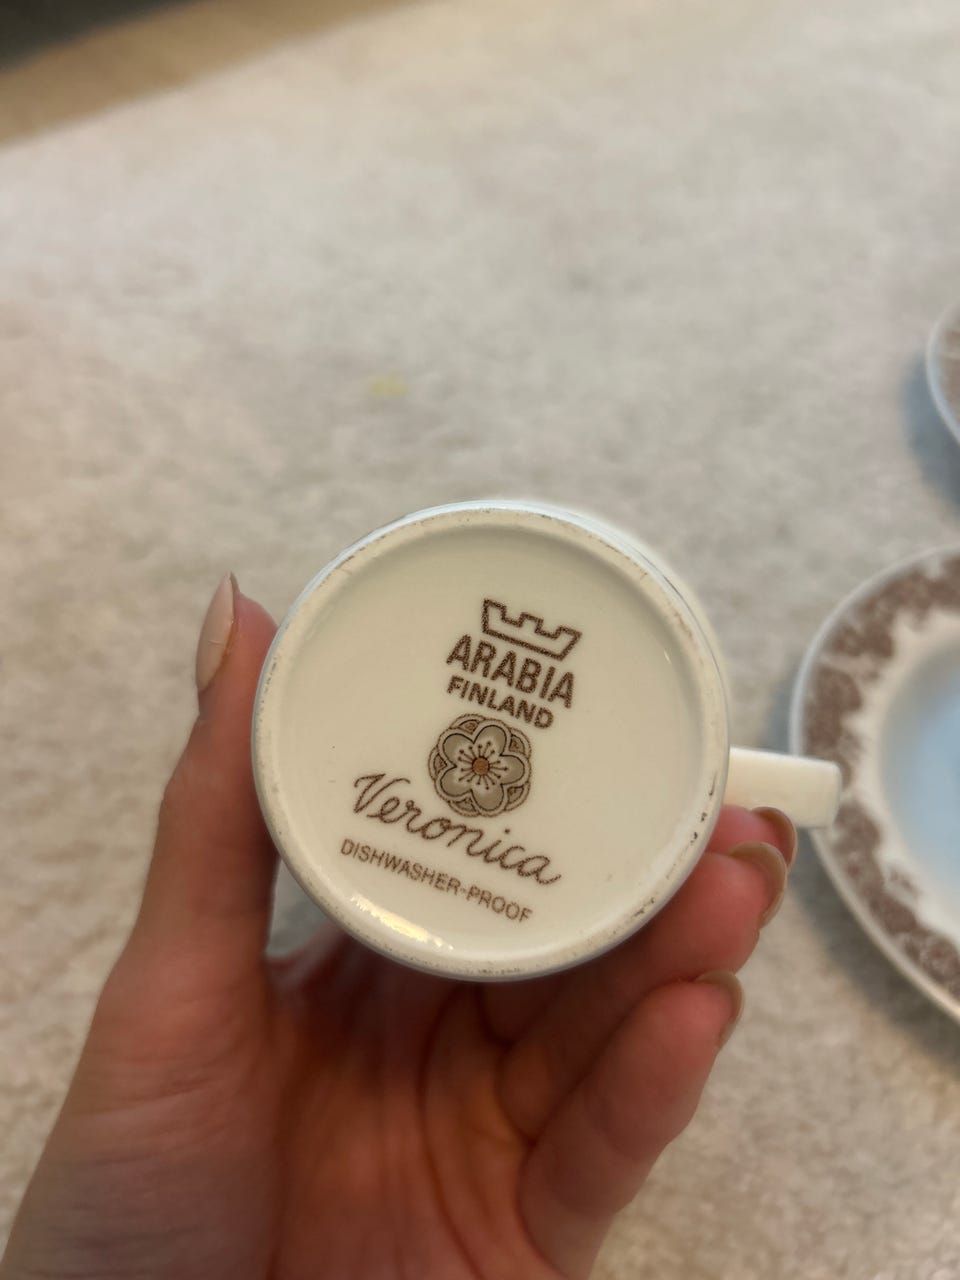 ARABIA
FINLAND
Veronica
DISHWASHER-PROOF